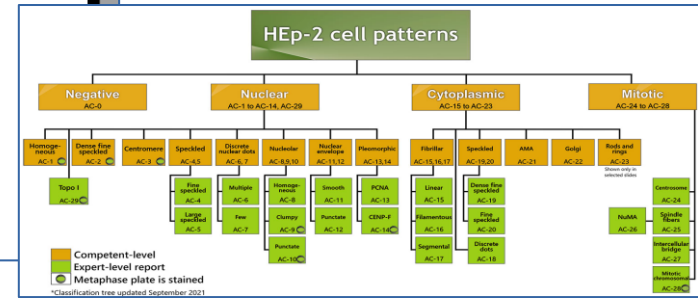 HEp-2 cell patterns
Negative
AC-0
Nuclear
AC-1 to AC-14, AC-29
Cytoplasmic
AC-15 to AC-23
Mitotic
AC-24 to AC-28
Homoge-
neous
AC-1
Dense fine
speckled
AC-2
Centromere
AC-3
Speckled
AC-4,5
Discrete
nuclear dots
AC-6, 7
Nucleolar
AC-8,9,10
Nuclear
envelope
AC-11,12
Pleomorphic
AC-13,14
Fibrillar
AC-15,16,17
Speckled
AC-19,20
AMA
AC-21
Golgi
AC-22
Rods and
rings
AC-23
Shown only in
selected slides
Topo I
AC-29
Fine
speckled
AC-4
Large
speckled
AC-5
Multiple
AC-6
Few
AC-7
Homoge-
neous
AC-8
Clumpy
AC-9
Punctate
AC-10
Smooth
AC-11
Punctate
AC-12
PCNA
AC-13
CENP-F
AC-14
Linear
AC-15
Filamentous
AC-16
Segmental
AC-17
Dense fine
speckled
AC-19
Fine
speckled
AC-20
Discrete
dots
AC-18
Centrosome
AC-24
NuMA
AC-26
Spindle
fibers
AC-25
Intercellular
bridge
AC-27
Mitotic
chromosome
AC-28
Competent-level
Expert-level report
Metaphase plate is stained
*Classification tree updated September 2021